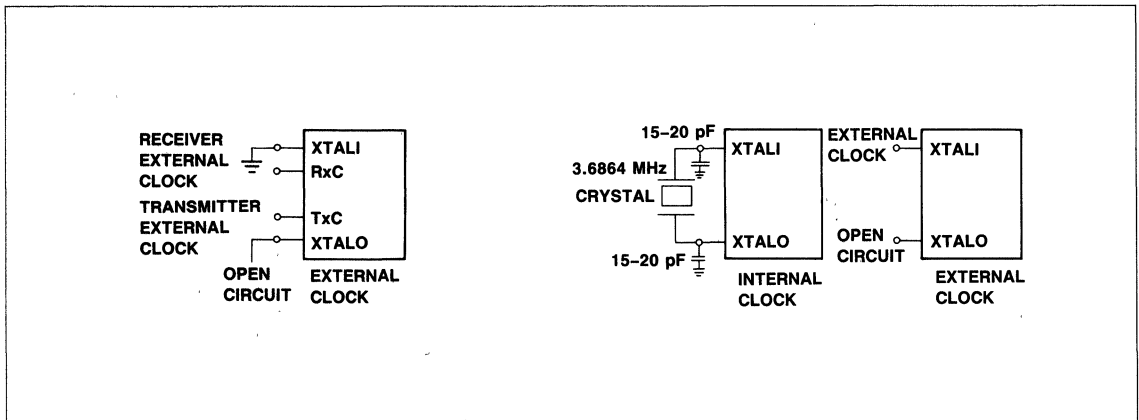 RECEIVER
EXTERNAL
CLOCK
XTALI
RxC
TRANSMITTER
EXTERNAL
CLOCK
TxC
XTALO
OPEN
CIRCUIT
EXTERNAL
CLOCK
15–20 pF
XTALI
3.6864 MHz
CRYSTAL
XTALO
15–20 pF
INTERNAL
CLOCK
EXTERNAL
CLOCK
XTALI
OPEN
CIRCUIT
XTALO
EXTERNAL
CLOCK